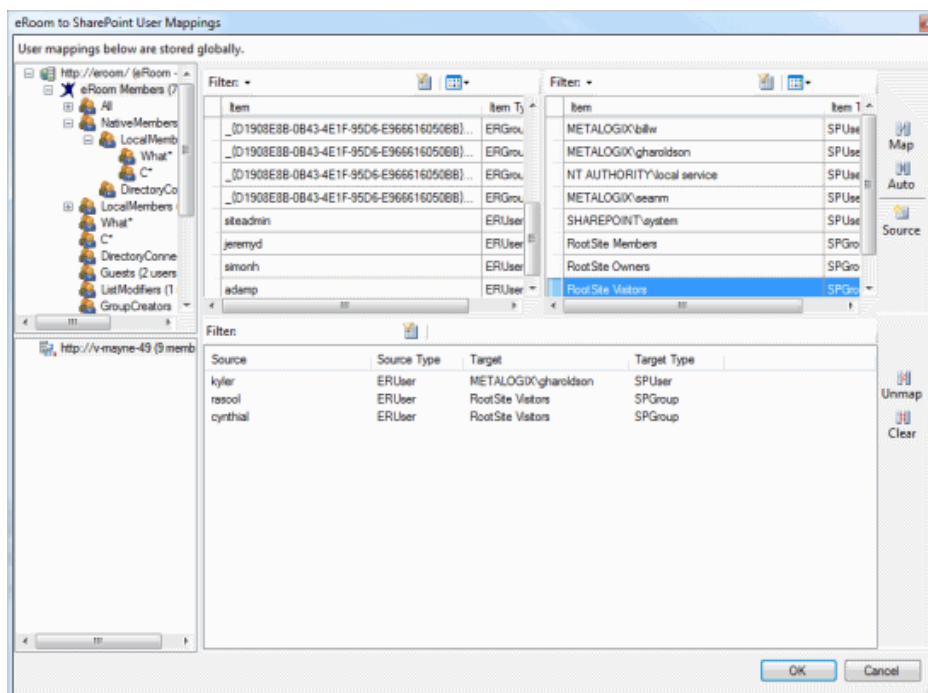 eRoom to SharePoint User Mappings
User mappings below are stored globally.
http://eroom/ (eRoom -
eRoom Members (7
All
NativeMembers
LocalMemb
What*
C*
DirectoryCo
LocalMembers
What*
C*
DirectoryConne
Guests (2 users
ListModifiers (1
GroupCreators
http://v-mayne-49 (9 memb
Filter:
Item Item Ty
_{D1908E8B-0B43-4E1F-95D6-E966616050BB}... ERGrou
_{D1908E8B-0B43-4E1F-95D6-E966616050BB}... ERGrou
_{D1908E8B-0B43-4E1F-95D6-E966616050BB}... ERGrou
_{D1908E8B-0B43-4E1F-95D6-E966616050BB}... ERGrou
siteadmin ERUser
jeremyd ERUser
simonh ERUser
adamp ERUser
Filter:
Item Item T
METALOGIX\billw SPUse
METALOGIX\gharoldson SPUse
NT AUTHORITY\local service SPUse
METALOGIX\seanm SPUse
SHAREPOINT\system SPUse
RootSite Members SPGro
RootSite Owners SPGro
RootSite Visitors SPGro
Map
Auto
Source
Filter:
Source Source Type Target Target Type
kyler ERUser METALOGIX\gharoldson SPUser
rasool ERUser RootSite Visitors SPGroup
cynthial ERUser RootSite Visitors SPGroup
Unmap
Clear
OK Cancel